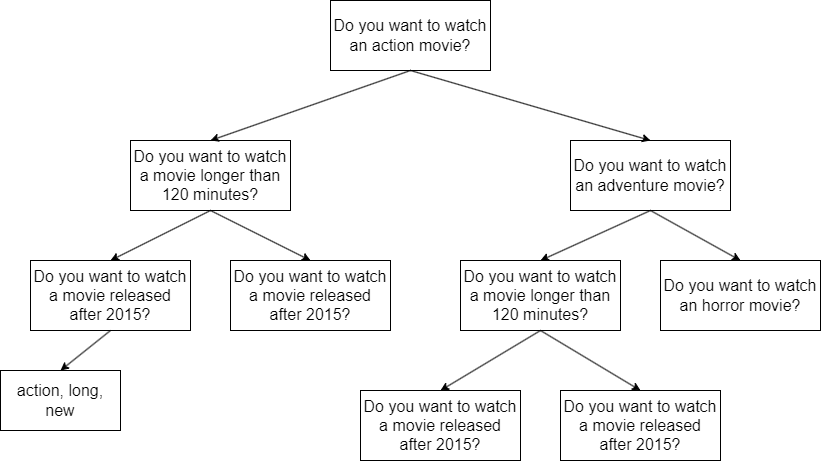 Do you want to watch
an action movie?
Do you want to watch
a movie longer than
120 minutes?
Do you want to watch
an adventure movie?
Do you want to watch
a movie released
after 2015?
Do you want to watch
a movie released
after 2015?
Do you want to watch
a movie longer than
120 minutes?
Do you want to watch
an horror movie?
action, long,
new
Do you want to watch
a movie released
after 2015?
Do you want to watch
a movie released
after 2015?